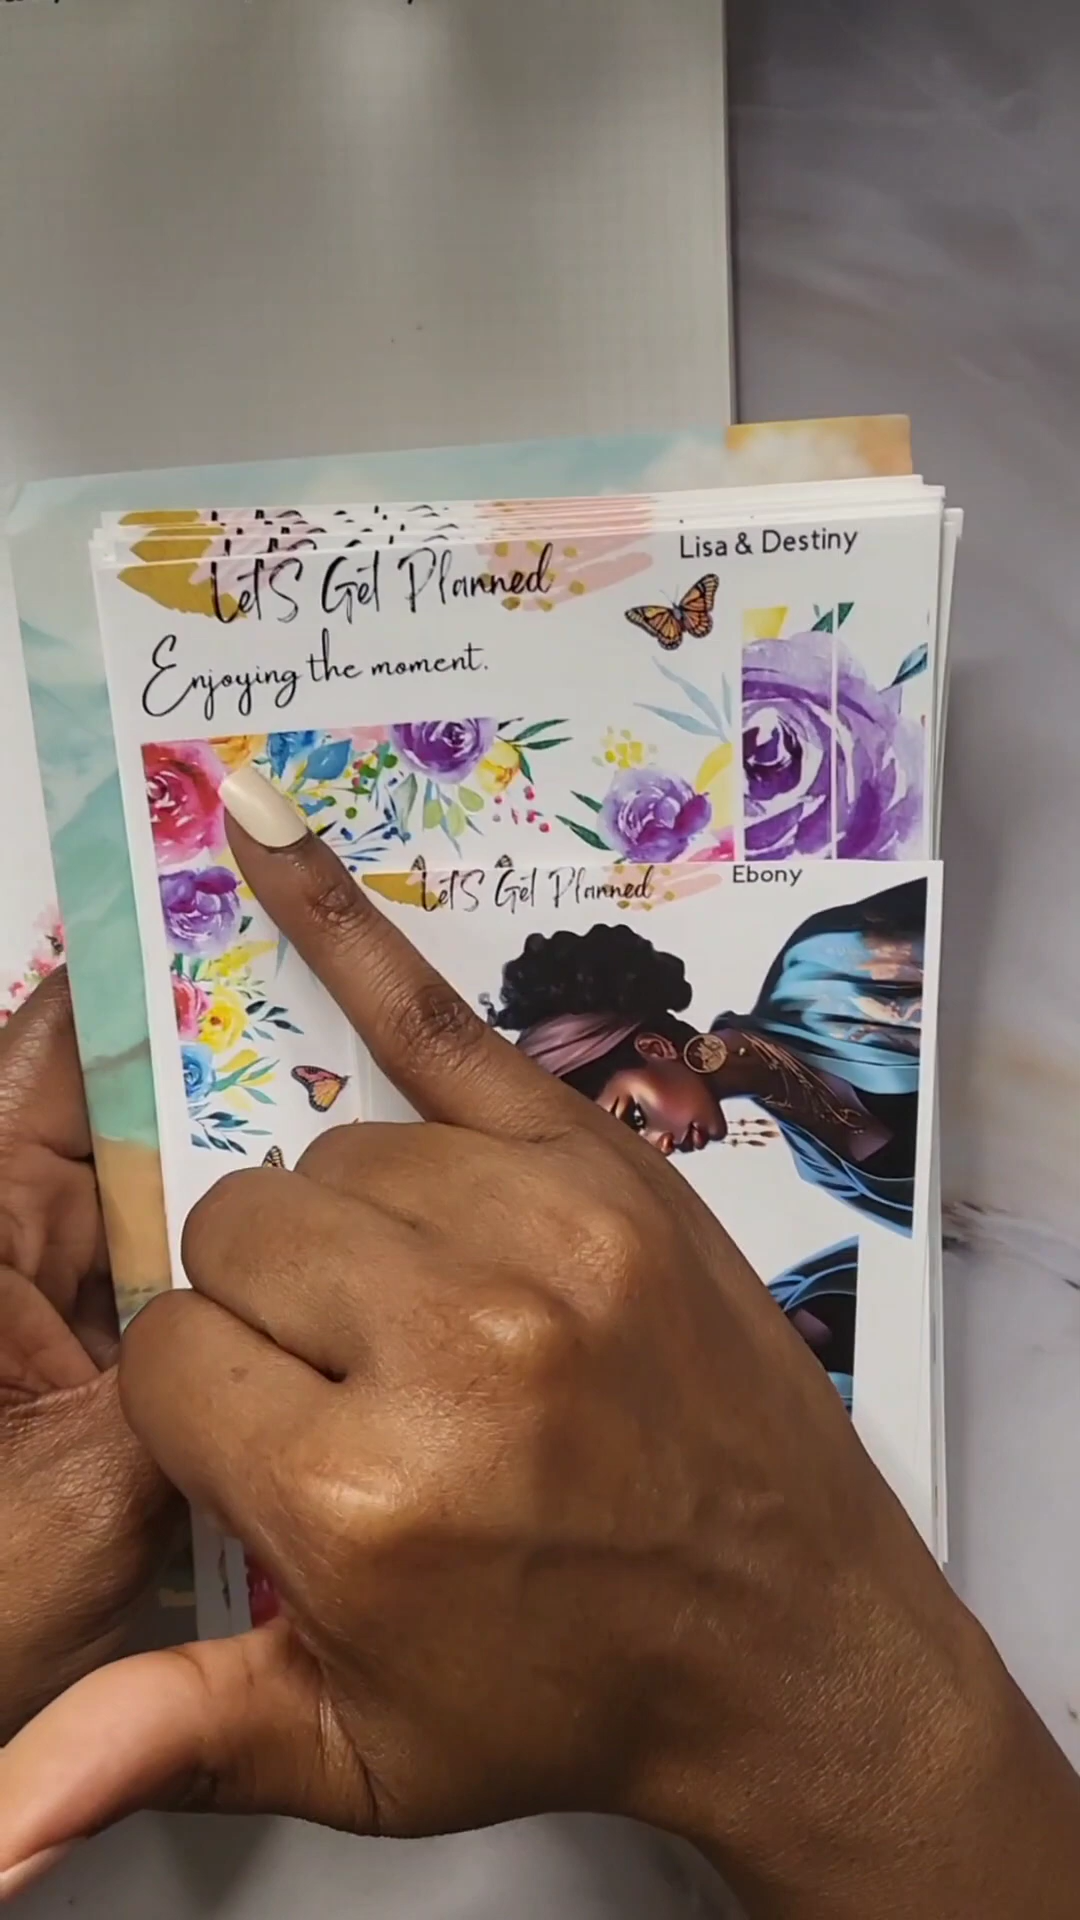 Let's Get Planned
Lisa & Destiny
Enjoying the moment.
Let's Get Planned
Ebony